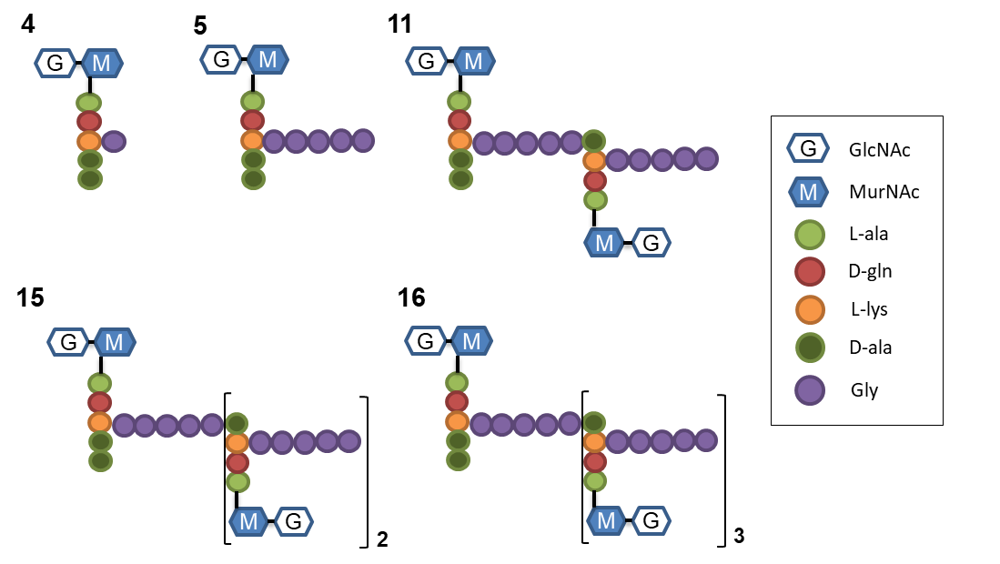 4
5
11
G M
G M
G M
M G
15
16
G M
G M
M G
2
M G
3
G GlcNAc
M MurNAc
L-ala
D-gln
L-lys
D-ala
Gly